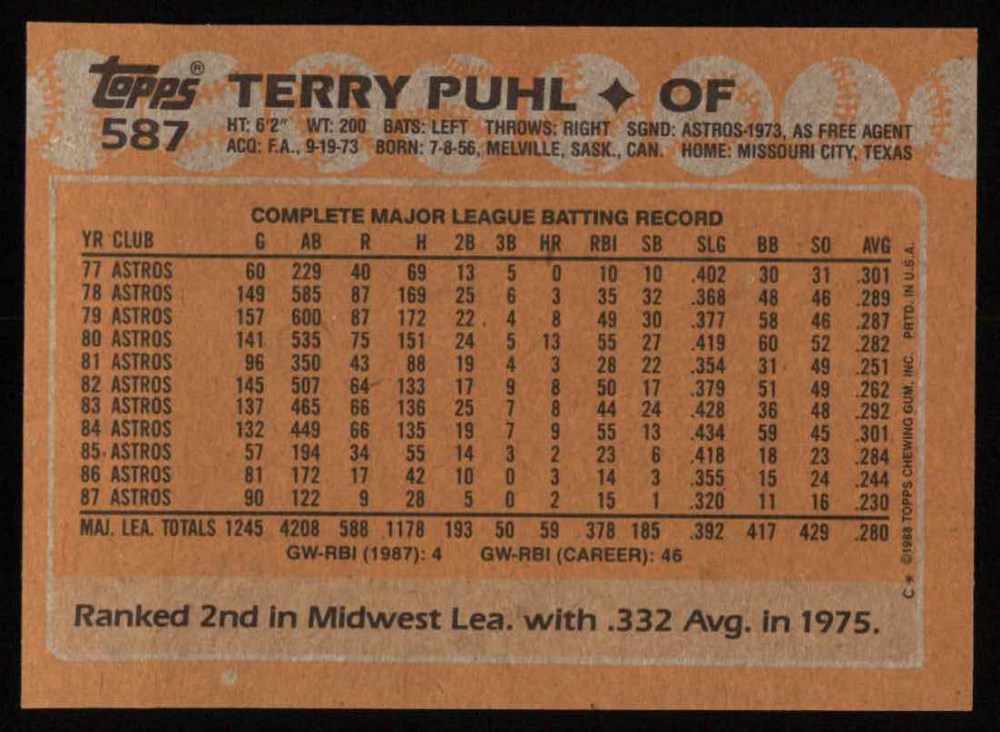 topps® TERRY PUHL ✦ OF
587 HT: 6'2" WT: 200 BATS: LEFT THROWS: RIGHT SGND: ASTROS-1973, AS FREE AGENT
ACQ: F.A., 9-19-73 BORN: 7-8-56, MELVILLE, SASK., CAN. HOME: MISSOURI CITY, TEXAS
COMPLETE MAJOR LEAGUE BATTING RECORD
YR CLUB G AB R H 2B 3B HR RBI SB SLG BB SO AVG
77 ASTROS 60 229 40 69 13 5 0 10 10 .402 30 31 .301
78 ASTROS 149 585 87 169 25 6 3 35 32 .368 48 46 .289
79 ASTROS 157 600 87 172 22 4 8 49 30 .377 58 46 .287
80 ASTROS 141 535 75 151 24 5 13 55 27 .419 60 52 .282
81 ASTROS 96 350 43 88 19 4 3 28 22 .354 31 49 .251
82 ASTROS 145 507 64 133 17 9 8 50 17 .379 51 49 .262
83 ASTROS 137 465 66 136 25 7 8 44 24 .428 36 48 .292
84 ASTROS 132 449 66 135 19 7 9 55 13 .434 59 45 .301
85 ASTROS 57 194 34 55 14 3 2 23 6 .418 18 23 .284
86 ASTROS 81 172 17 42 10 0 3 14 3 .355 15 24 .244
87 ASTROS 90 122 9 28 5 0 2 15 1 .320 11 16 .230
MAJ. LEA. TOTALS 1245 4208 588 1178 193 50 59 378 185 .392 417 429 .280
GW-RBI (1987): 4 GW-RBI (CAREER): 46
Ranked 2nd in Midwest Lea. with .332 Avg. in 1975.
C* ©1988 TOPPS CHEWING GUM, INC. PRTD. IN U.S.A.